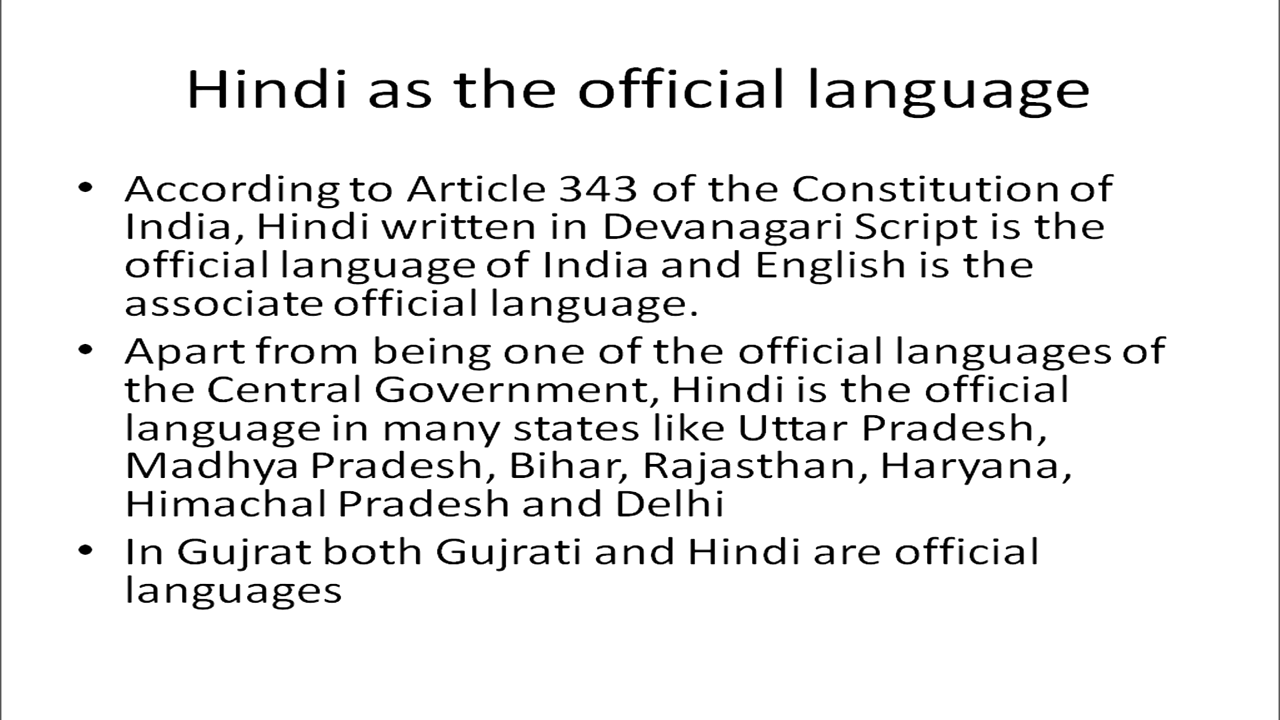 Hindi as the official language
• According to Article 343 of the Constitution of
India, Hindi written in Devanagari Script is the
official language of India and English is the
associate official language.
• Apart from being one of the official languages of
the Central Government, Hindi is the official
language in many states like Uttar Pradesh,
Madhya Pradesh, Bihar, Rajasthan, Haryana,
Himachal Pradesh and Delhi
• In Gujrat both Gujrati and Hindi are official
languages